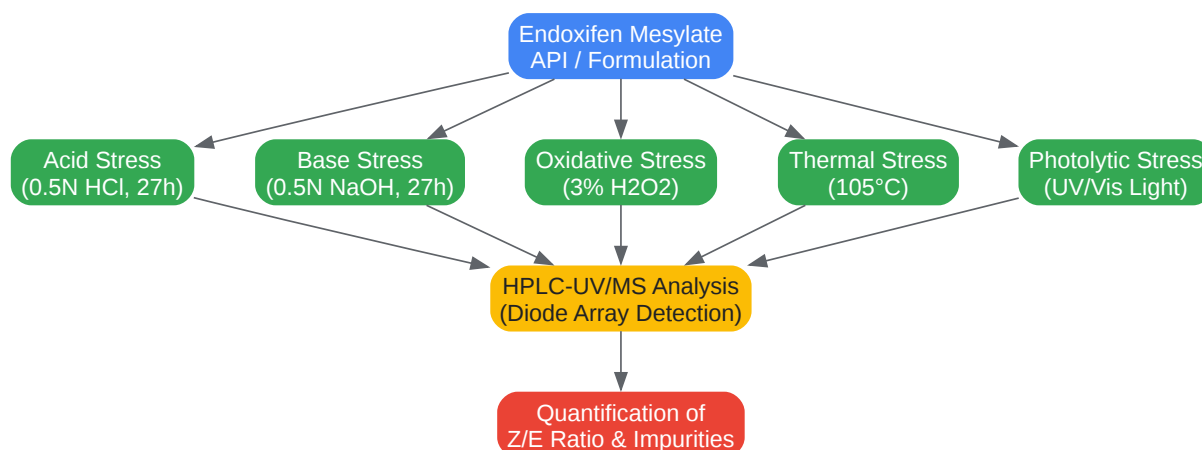 Endoxifen Mesylate
API / Formulation
Acid Stress
(0.5N HCl, 27h)
Base Stress
(0.5N NaOH, 27h)
Oxidative Stress
(3% H2O2)
Thermal Stress
(105°C)
Photolytic Stress
(UV/Vis Light)
HPLC-UV/MS Analysis
(Diode Array Detection)
Quantification of
Z/E Ratio & Impurities